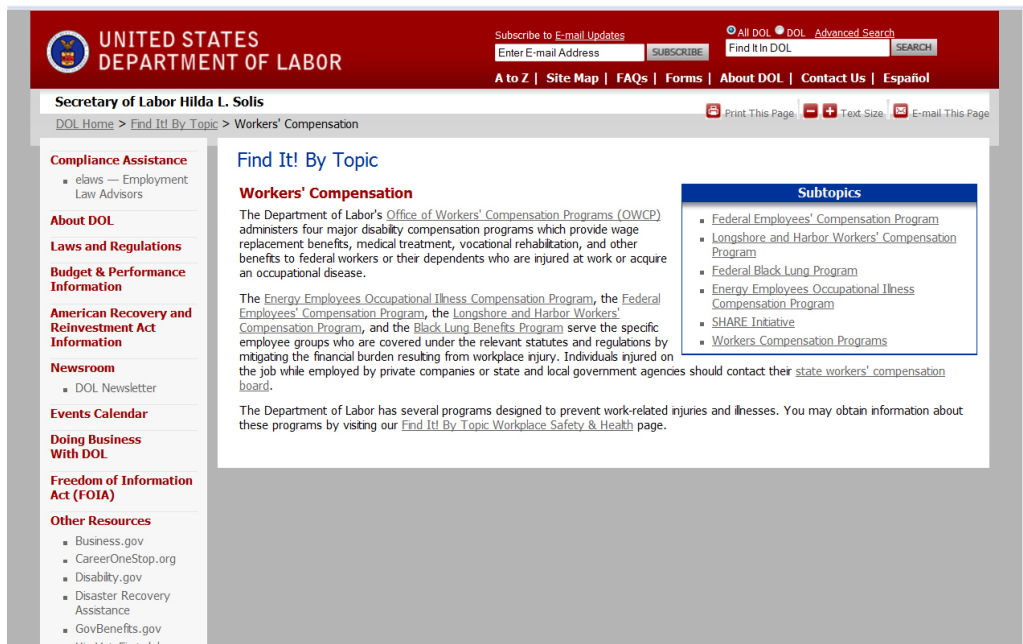 UNITED STATES
DEPARTMENT OF LABOR
Subscribe to E-mail Updates
Enter E-mail Address SUBSCRIBE
All DOL DOL Advanced Search
Find It In DOL SEARCH
A to Z | Site Map | FAQs | Forms | About DOL | Contact Us | Español
Secretary of Labor Hilda L. Solis
DOL Home > Find It! By Topic > Workers' Compensation
Print This Page Text Size E-mail This Page
Compliance Assistance
elaws — Employment
Law Advisors
About DOL
Laws and Regulations
Budget & Performance
Information
American Recovery and
Reinvestment Act
Information
Newsroom
DOL Newsletter
Events Calendar
Doing Business
With DOL
Freedom of Information
Act (FOIA)
Other Resources
Business.gov
CareerOneStop.org
Disability.gov
Disaster Recovery
Assistance
GovBenefits.gov
Find It! By Topic
Workers' Compensation
The Department of Labor's Office of Workers' Compensation Programs (OWCP)
administers four major disability compensation programs which provide wage
replacement benefits, medical treatment, vocational rehabilitation, and other
benefits to federal workers or their dependents who are injured at work or acquire
an occupational disease.
The Energy Employees Occupational Illness Compensation Program, the Federal
Employees' Compensation Program, the Longshore and Harbor Workers'
Compensation Program, and the Black Lung Benefits Program serve the specific
employee groups who are covered under the relevant statutes and regulations by
mitigating the financial burden resulting from workplace injury. Individuals injured on
the job while employed by private companies or state and local government agencies should contact their state workers' compensation
board.
The Department of Labor has several programs designed to prevent work-related injuries and illnesses. You may obtain information about
these programs by visiting our Find It! By Topic Workplace Safety & Health page.
Subtopics
Federal Employees' Compensation Program
Longshore and Harbor Workers' Compensation
Program
Federal Black Lung Program
Energy Employees Occupational Illness
Compensation Program
SHARE Initiative
Workers Compensation Programs